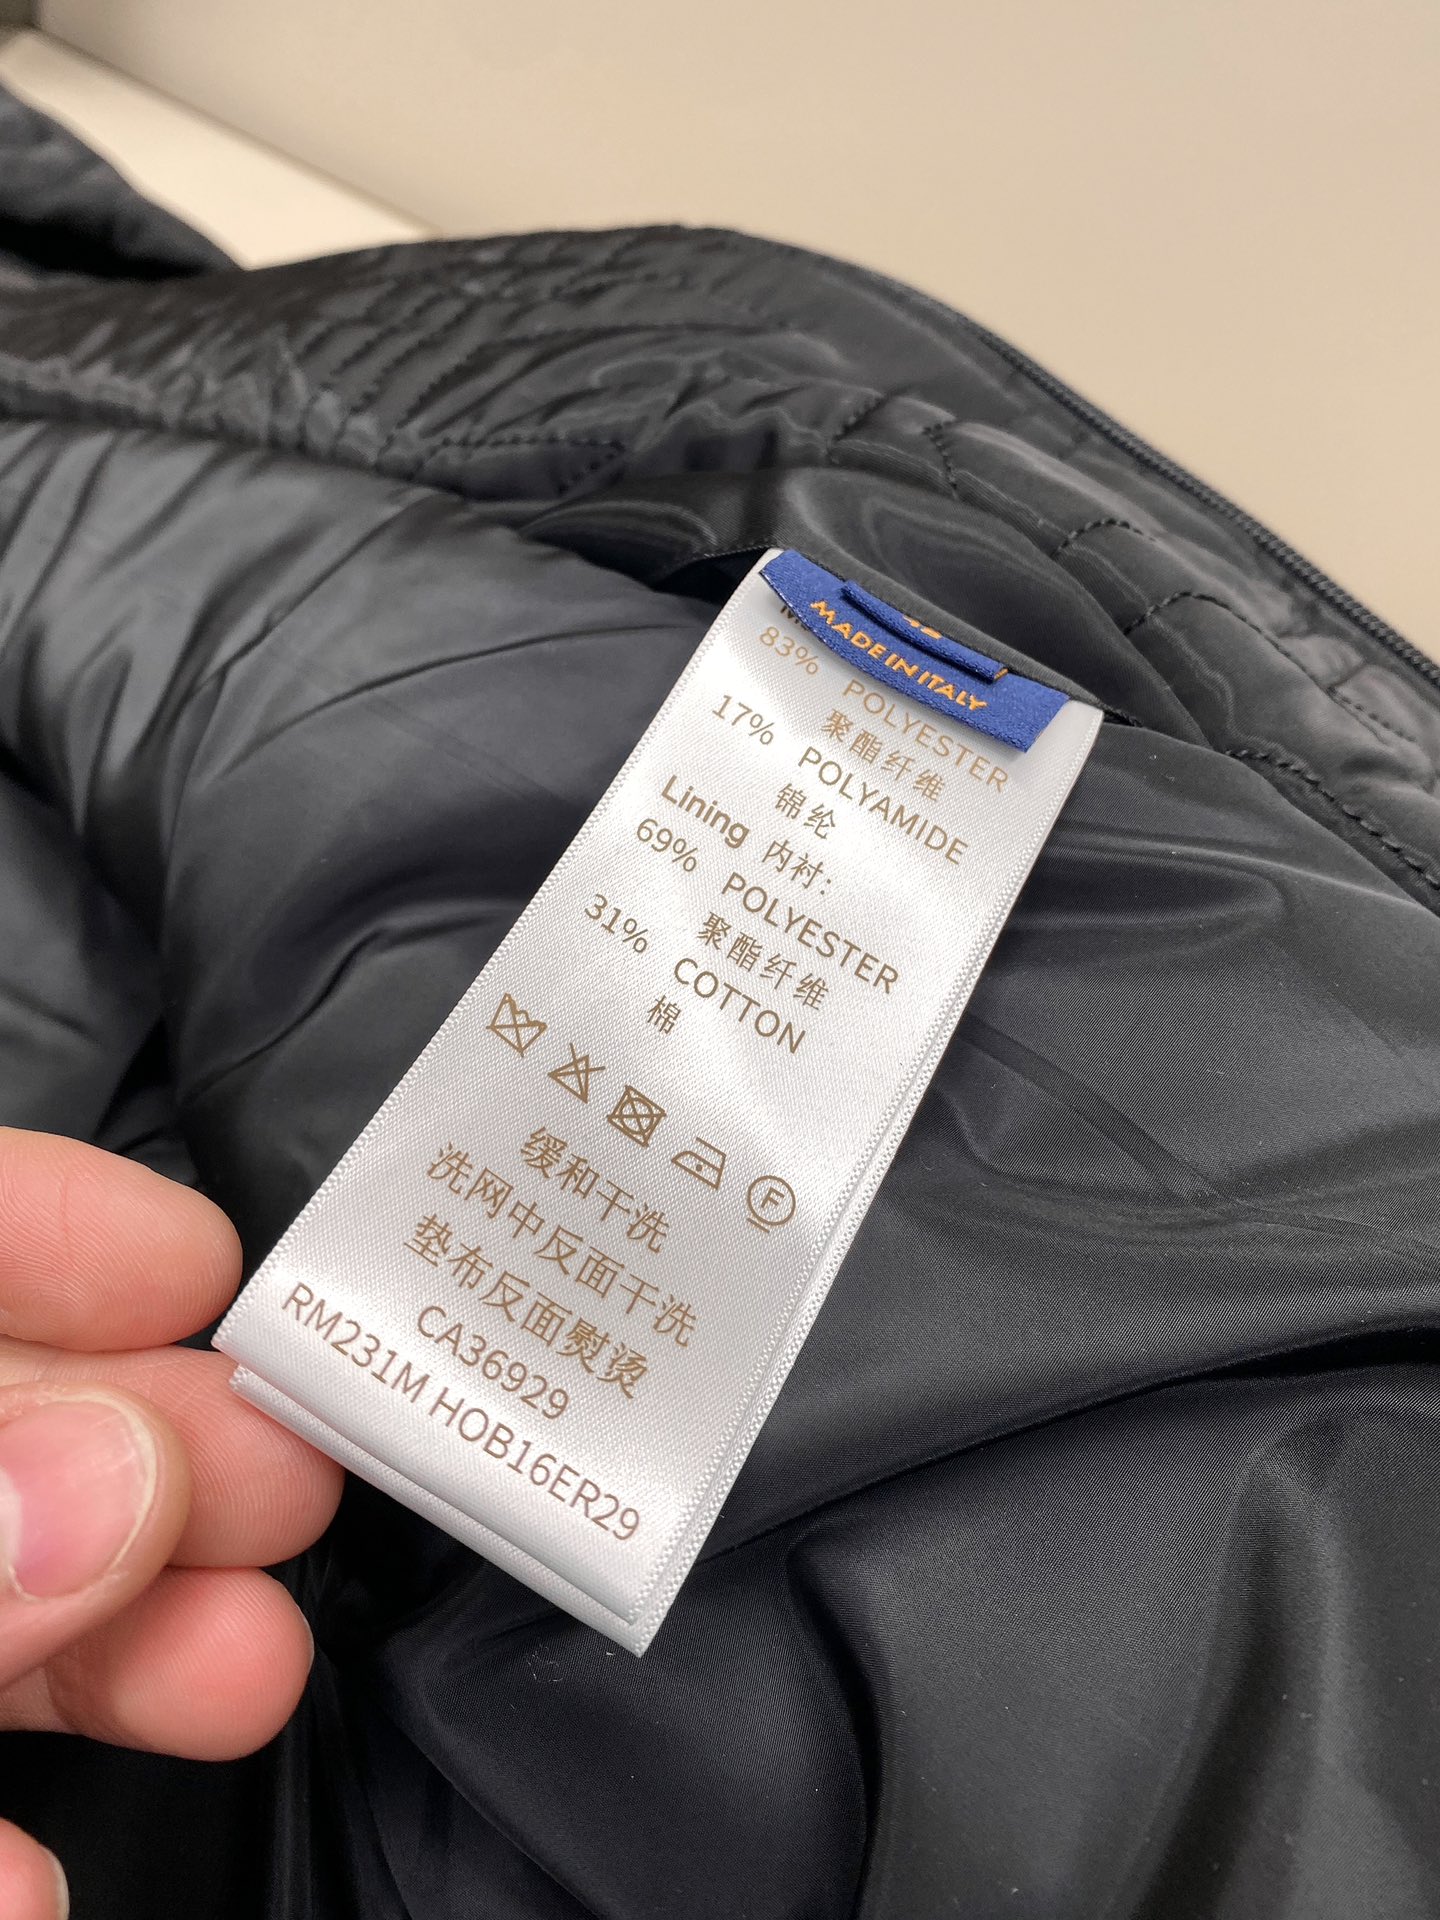 MADE IN ITALY
83% POLYESTER
聚酯纤维
17% POLYAMIDE
锦纶
Lining 内衬:
69% POLYESTER
聚酯纤维
31% COTTON
棉
F
缓和干洗
洗网中反面干洗
垫布反面熨烫
CA36929
RM231M HOB16ER29